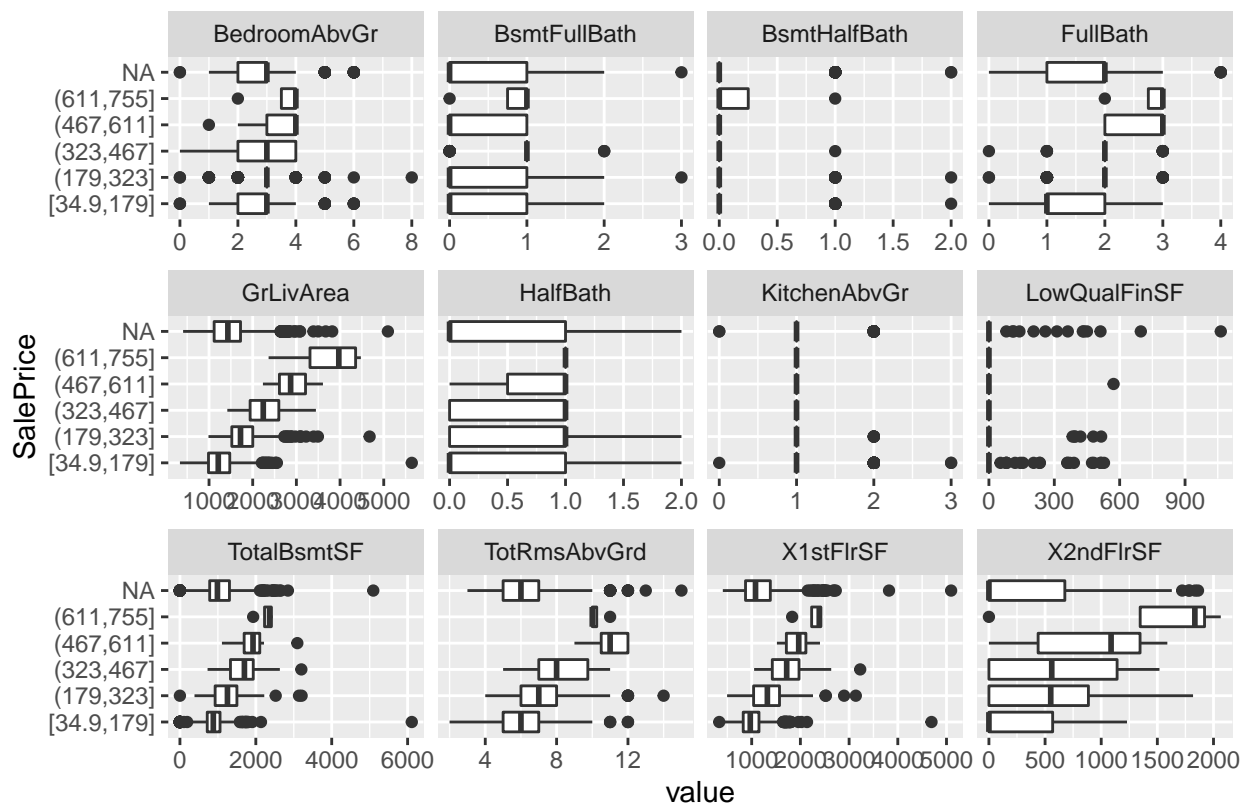 BedroomAbvGr BsmtFullBath BsmtHalfBath FullBath
NA
(611,755]
(467,611]
(323,467]
(179,323]
[34.9,179]
0 2 4 6 8 0 1 2 3 0.0 0.5 1.0 1.5 2.0 0 1 2 3 4
GrLivArea HalfBath KitchenAbvGr LowQualFinSF
NA
(611,755]
(467,611]
(323,467]
(179,323]
[34.9,179]
1000 2000 3000 4000 5000 0.0 0.5 1.0 1.5 2.0 0 1 2 3 0 300 600 900
TotalBsmtSF TotRmsAbvGrd X1stFlrSF X2ndFlrSF
NA
(611,755]
(467,611]
(323,467]
(179,323]
[34.9,179]
0 2000 4000 6000 4 8 12 1000 2000 3000 4000 5000 0 500 1000 1500 2000
value
SalePrice